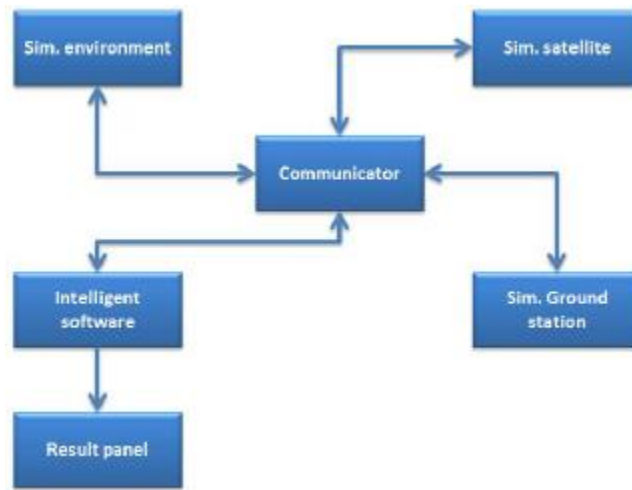 Sim. environment
Sim. satellite
Communicator
Intelligent
software
Sim. Ground
station
Result panel